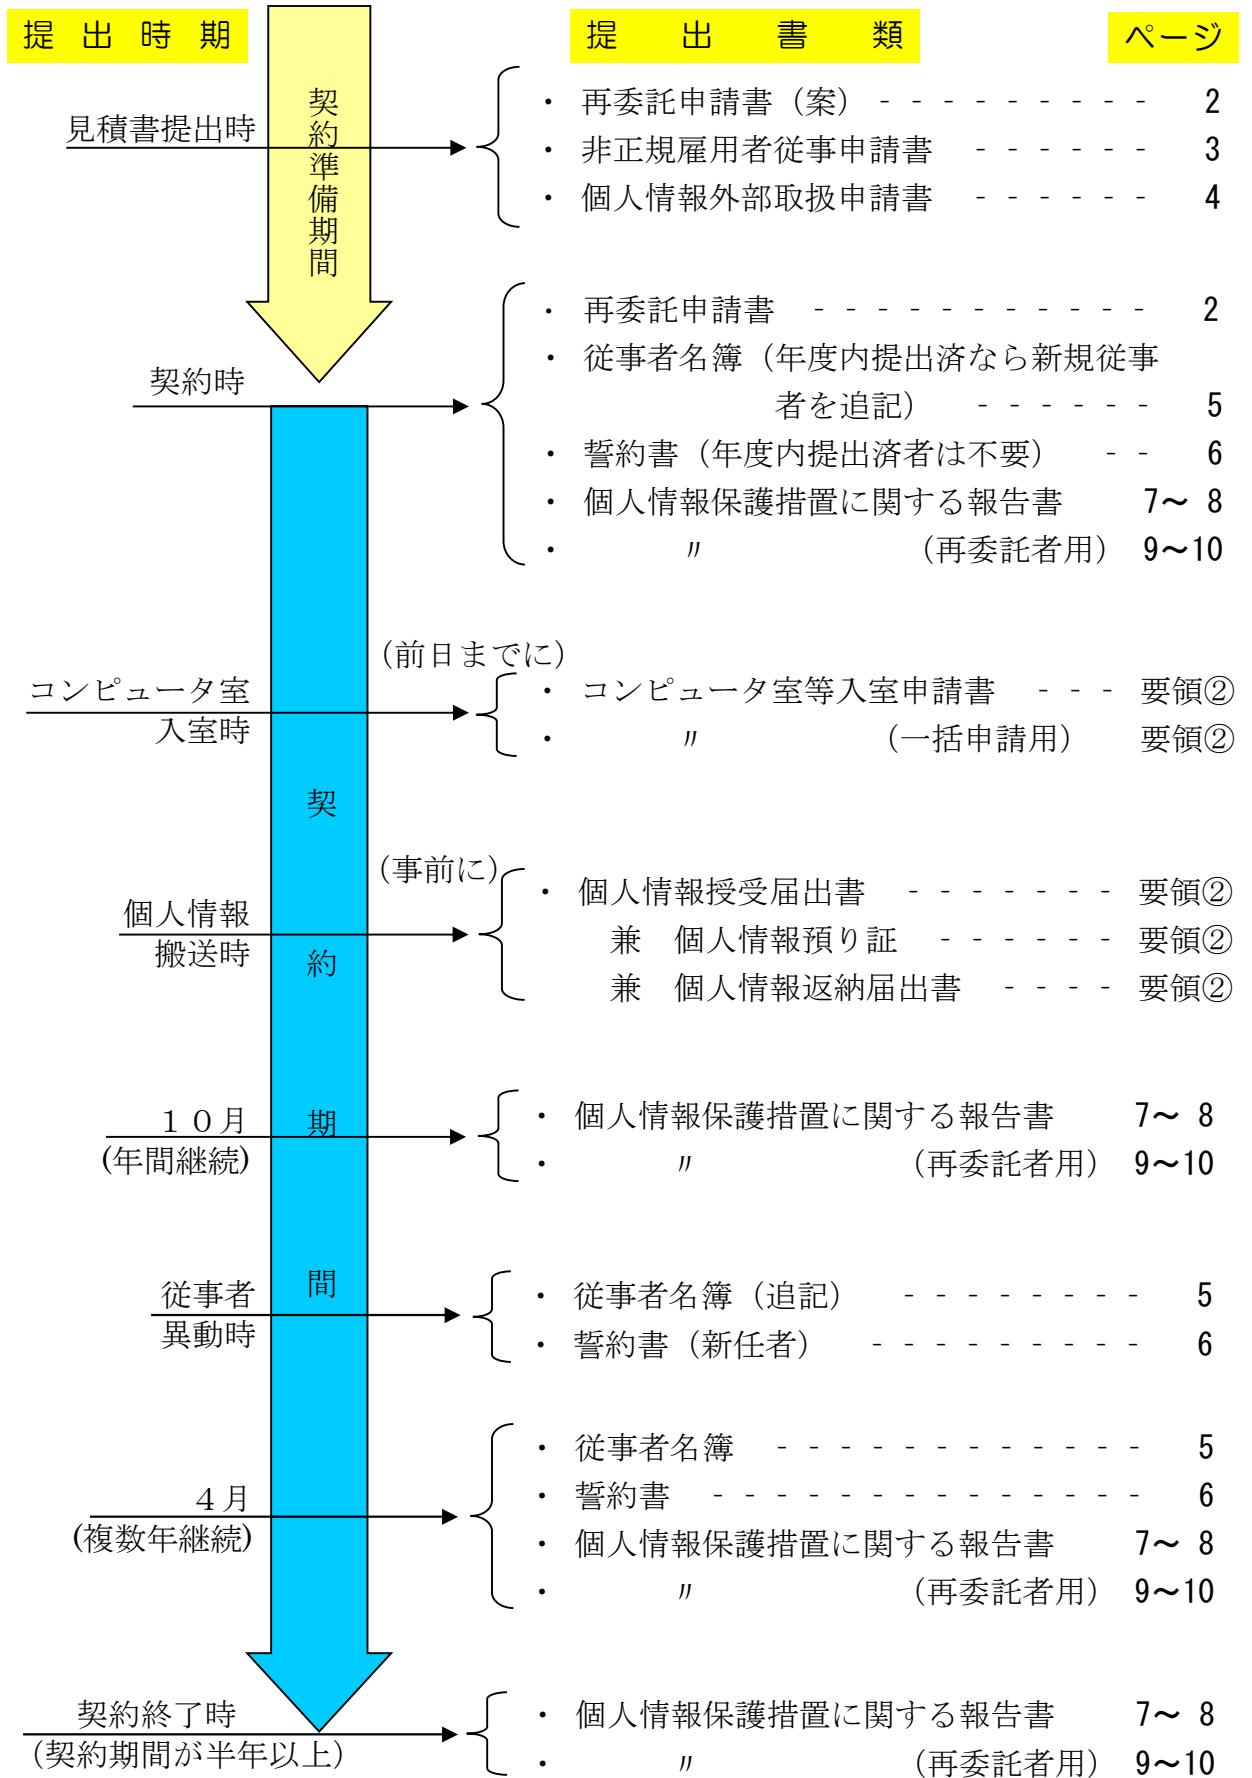 提出時期　提出書類　ページ
契約準備期間
見積書提出時
・ 再委託申請書（案）- - - - - - - - - 2
・ 非正規雇用者従事申請書 - - - - - - 3
・ 個人情報外部取扱申請書 - - - - - - 4
契約時
・ 再委託申請書 - - - - - - - - - - - 2
・ 従事者名簿（年度内提出済なら新規従事
者を追記） - - - - - - 5
・ 誓約書（年度内提出済者は不要） - - 6
・ 個人情報保護措置に関する報告書 7～ 8
・ 〃 （再委託者用） 9～10
契約期間
コンピュータ室
入室時
（前日までに）
・ コンピュータ室等入室申請書 - - - 要領②
・ 〃 （一括申請用） 要領②
個人情報
搬送時
（事前に）
・ 個人情報授受届出書 - - - - - - - 要領②
兼 個人情報預り証 - - - - - - 要領②
兼 個人情報返納届出書 - - - - 要領②
１０月
(年間継続)
・ 個人情報保護措置に関する報告書 7～ 8
・ 〃 （再委託者用） 9～10
従事者
異動時
・ 従事者名簿（追記） - - - - - - - - 5
・ 誓約書（新任者） - - - - - - - - - 6
４月
(複数年継続)
・ 従事者名簿 - - - - - - - - - - - - 5
・ 誓約書 - - - - - - - - - - - - - - 6
・ 個人情報保護措置に関する報告書 7～ 8
・ 〃 （再委託者用） 9～10
契約終了時
（契約期間が半年以上）
・ 個人情報保護措置に関する報告書 7～ 8
・ 〃 （再委託者用） 9～10